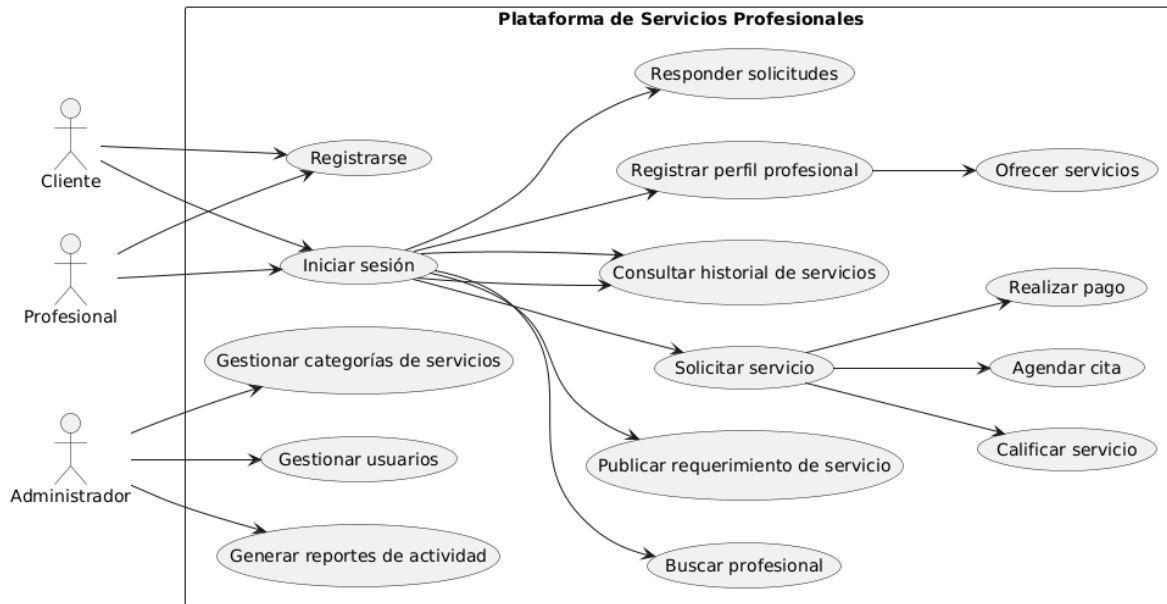 Plataforma de Servicios Profesionales
Responder solicitudes
Cliente
Registrarse
Registrar perfil profesional
Ofrecer servicios
Profesional
Iniciar sesión
Consultar historial de servicios
Realizar pago
Gestionar categorías de servicios
Solicitar servicio
Agendar cita
Administrador
Gestionar usuarios
Publicar requerimiento de servicio
Calificar servicio
Generar reportes de actividad
Buscar profesional